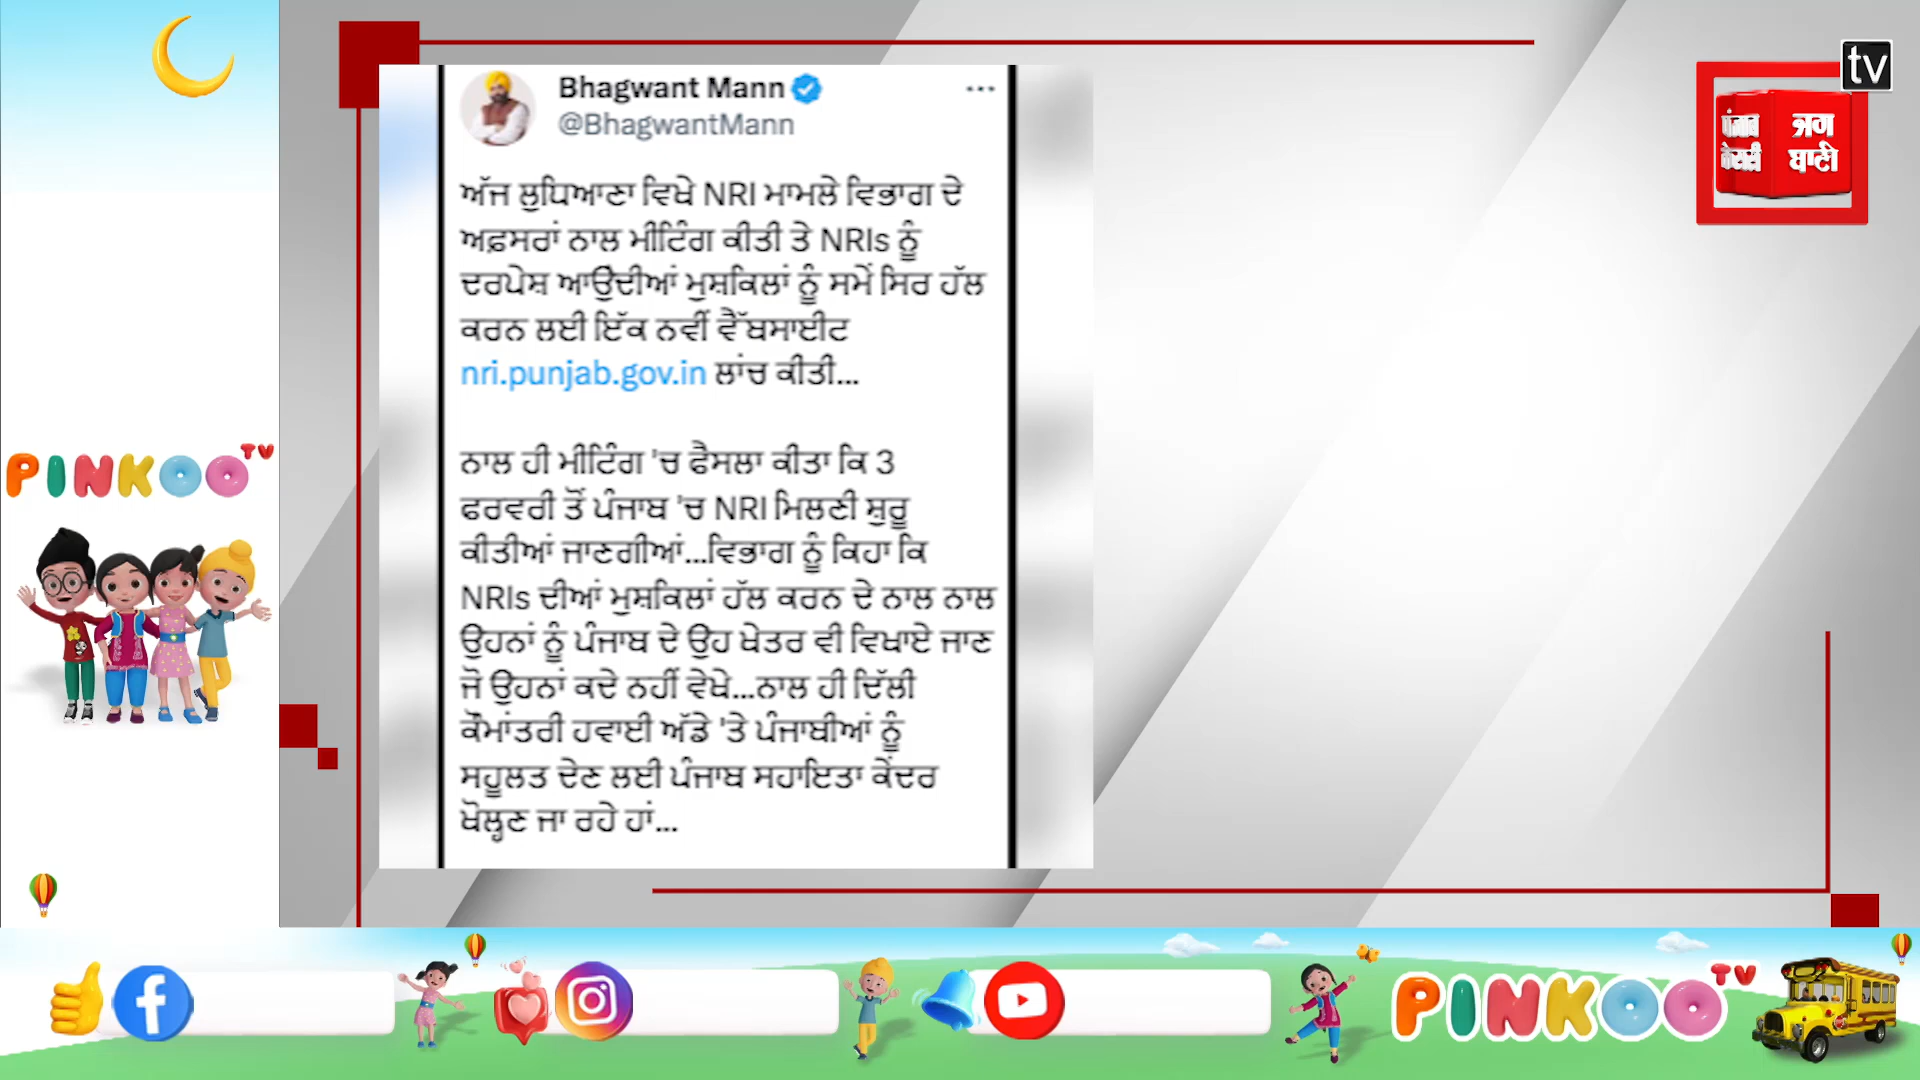 tv
ਪੰਜਾਬ
ਕੇਸਰੀ
ਜਗ
ਬਾਣੀ
Bhagwant Mann
@BhagwantMann
ਅੱਜ ਲੁਧਿਆਣਾ ਵਿਖੇ NRI ਮਾਮਲੇ ਵਿਭਾਗ ਦੇ
ਅਫ਼ਸਰਾਂ ਨਾਲ ਮੀਟਿੰਗ ਕੀਤੀ ਤੇ NRIs ਨੂੰ
ਦਰਪੇਸ਼ ਆਉਂਦੀਆਂ ਮੁਸ਼ਕਿਲਾਂ ਨੂੰ ਸਮੇਂ ਸਿਰ ਹੱਲ
ਕਰਨ ਲਈ ਇੱਕ ਨਵੀਂ ਵੈੱਬਸਾਈਟ
nri.punjab.gov.in ਲਾਂਚ ਕੀਤੀ...
ਨਾਲ ਹੀ ਮੀਟਿੰਗ 'ਚ ਫੈਸਲਾ ਕੀਤਾ ਕਿ 3
ਫਰਵਰੀ ਤੋਂ ਪੰਜਾਬ 'ਚ NRI ਮਿਲਣੀ ਸ਼ੁਰੂ
ਕੀਤੀਆਂ ਜਾਣਗੀਆਂ...ਵਿਭਾਗ ਨੂੰ ਕਿਹਾ ਕਿ
NRIs ਦੀਆਂ ਮੁਸ਼ਕਿਲਾਂ ਹੱਲ ਕਰਨ ਦੇ ਨਾਲ ਨਾਲ
ਉਹਨਾਂ ਨੂੰ ਪੰਜਾਬ ਦੇ ਉਹ ਖੇਤਰ ਵੀ ਵਿਖਾਏ ਜਾਣ
ਜੋ ਉਹਨਾਂ ਕਦੇ ਨਹੀਂ ਵੇਖੇ...ਨਾਲ ਹੀ ਦਿੱਲੀ
ਕੌਮਾਂਤਰੀ ਹਵਾਈ ਅੱਡੇ 'ਤੇ ਪੰਜਾਬੀਆਂ ਨੂੰ
ਸਹੂਲਤ ਦੇਣ ਲਈ ਪੰਜਾਬ ਸਹਾਇਤਾ ਕੇਂਦਰ
ਖੋਲ੍ਹਣ ਜਾ ਰਹੇ ਹਾਂ...
PINKOO TV
PINKOO TV